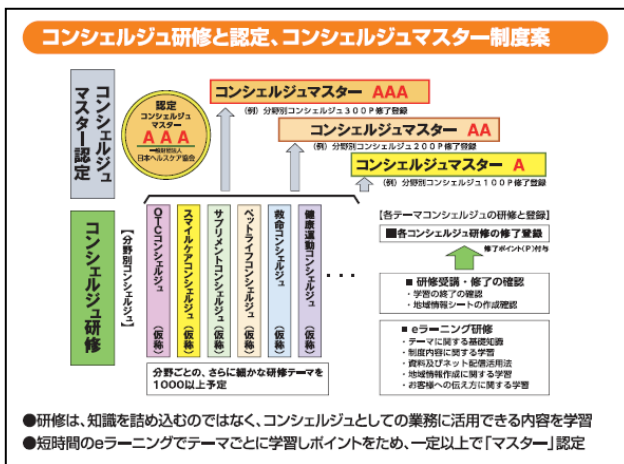 コンシェルジュ研修と認定、コンシェルジュマスター制度案
コンシェルジュ
マスター認定
認定
コンシェルジュ
マスター
AAA
一般財団法人
日本ヘルスケア協会
コンシェルジュマスター AAA
(例) 分野別コンシェルジュ300P修了登録
コンシェルジュマスター AA
(例) 分野別コンシェルジュ200P修了登録
コンシェルジュマスター A
(例) 分野別コンシェルジュ100P修了登録
コンシェルジュ研修
【分野別コンシェルジュ】
OTCコンシェルジュ (仮称)
スマイルケアコンシェルジュ (仮称)
サプリメントコンシェルジュ (仮称)
ペットライフコンシェルジュ (仮称)
救命コンシェルジュ (仮称)
健康運動コンシェルジュ (仮称)
・・・
分野ごとの、さらに細かな研修テーマを
1000以上予定
【各テーマコンシェルジュの研修と登録】
■各コンシェルジュ研修の修了登録
修了ポイント(P)付与
■研修受講・修了の確認
・学習の終了の確認
・地域情報シートの作成確認
■eラーニング研修
・テーマに関する基礎知識
・制度内容に関する学習
・資料及びネット配信活用法
・地域情報作成に関する学習
・お客様への伝え方に関する学習
●研修は、知識を詰め込むのではなく、コンシェルジュとしての業務に活用できる内容を学習
●短時間のeラーニングでテーマごとに学習しポイントをため、一定以上で「マスター」認定